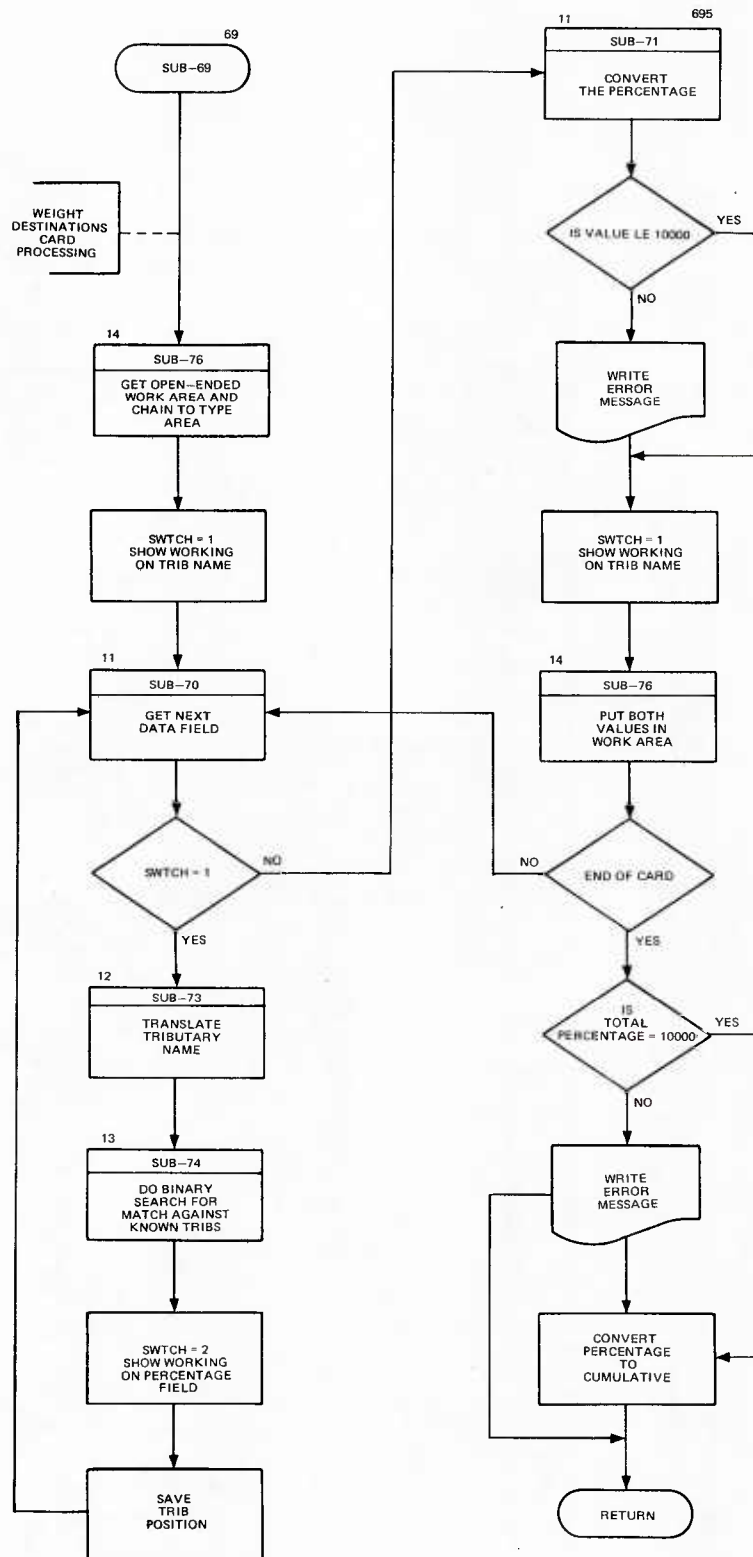 69
SUB-69
WEIGHT
DESTINATIONS
CARD
PROCESSING
14
SUB-76
GET OPEN-ENDED
WORK AREA AND
CHAIN TO TYPE
AREA
SWTCH = 1
SHOW WORKING
ON TRIB NAME
11
SUB-70
GET NEXT
DATA FIELD
SWTCH = 1
NO
YES
12
SUB-73
TRANSLATE
TRIBUTARY
NAME
13
SUB-74
DO BINARY
SEARCH FOR
MATCH AGAINST
KNOWN TRIBS
SWTCH = 2
SHOW WORKING
ON PERCENTAGE
FIELD
SAVE
TRIB
POSITION
11
695
SUB-71
CONVERT
THE PERCENTAGE
IS VALUE LE 10000
YES
NO
WRITE
ERROR
MESSAGE
SWTCH = 1
SHOW WORKING
ON TRIB NAME
14
SUB-76
PUT BOTH
VALUES IN
WORK AREA
NO
END OF CARD
YES
IS
TOTAL
PERCENTAGE = 10000
YES
NO
WRITE
ERROR
MESSAGE
CONVERT
PERCENTAGE
TO
CUMULATIVE
RETURN